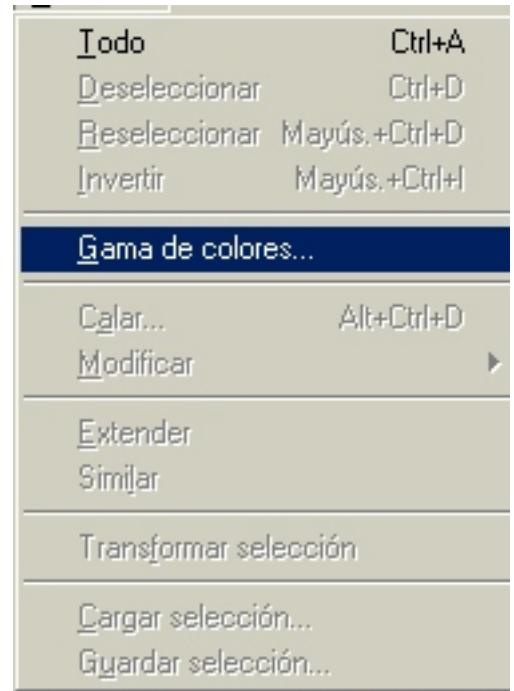 Todo Ctrl+A
Deseleccionar Ctrl+D
Reseleccionar Mayús.+Ctrl+D
Invertir Mayús.+Ctrl+I
Gama de colores...
Calar... Alt+Ctrl+D
Modificar
Extender
Similar
Transformar selección
Cargar selección...
Guardar selección...